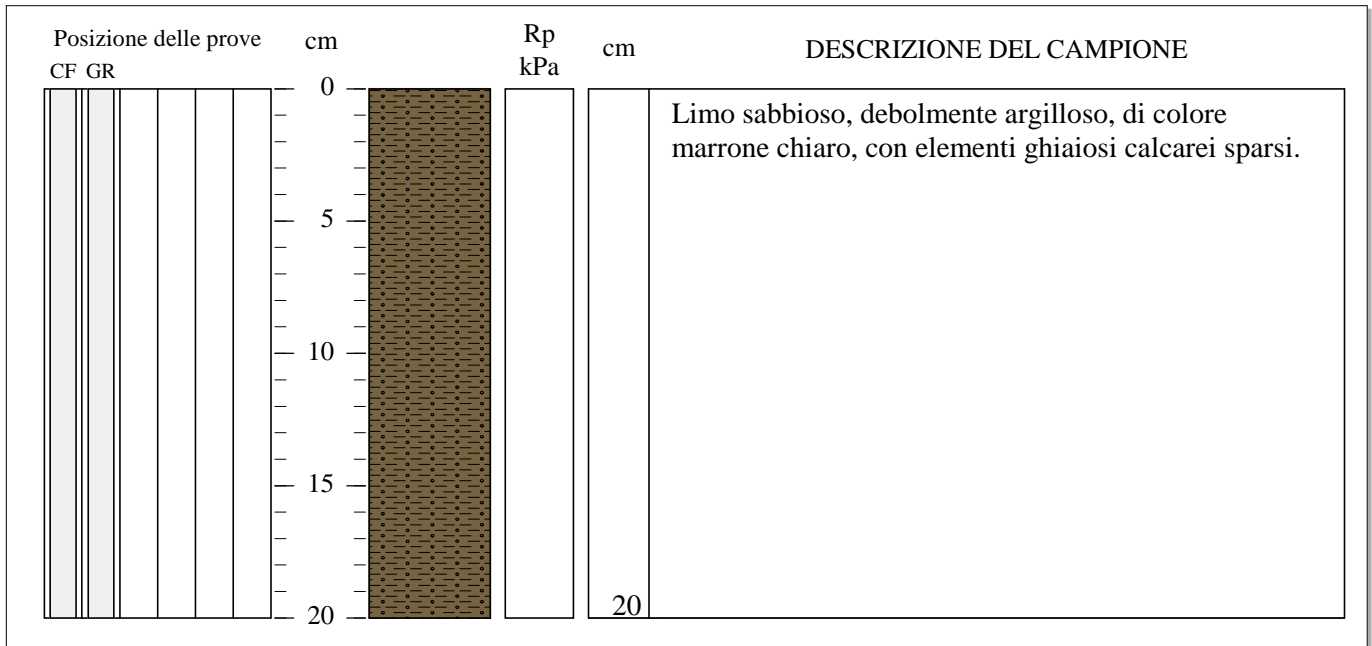 Posizione delle prove
cm
Rp
kPa
cm
DESCRIZIONE DEL CAMPIONE
CF GR
0
5
10
15
20
20
Limo sabbioso, debolmente argilloso, di colore
marrone chiaro, con elementi ghiaiosi calcarei sparsi.